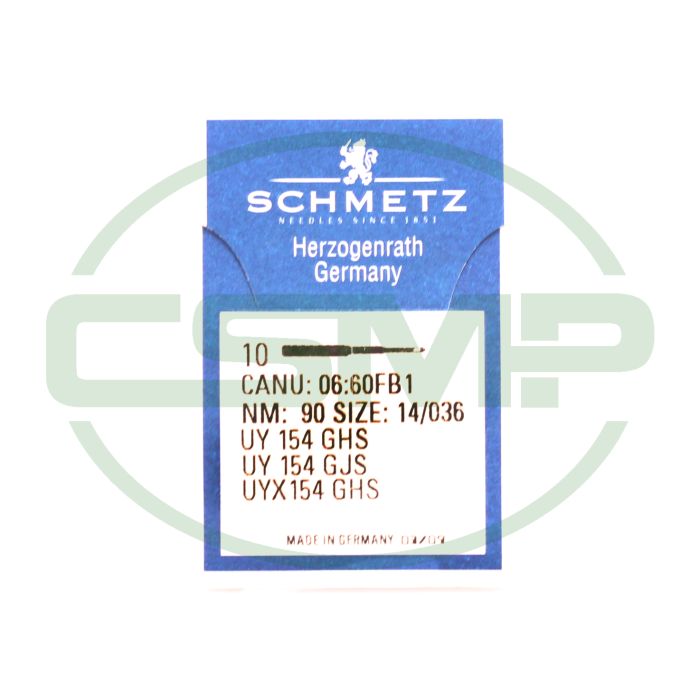 SCHMETZ
NEEDLES SINCE 1851
Herzogenrath
Germany
10
CANU: 06:60FB1
NM: 90 SIZE: 14/036
UY 154 GHS
UY 154 GJS
UYX154 GHS
MADE IN GERMANY
CSMP